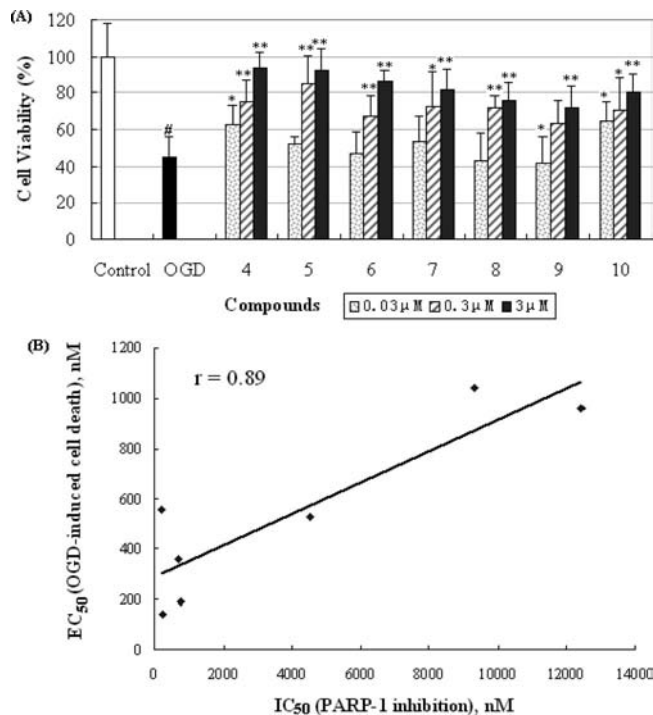 (A)
120
100
80
60
40
20
0
Cell Viability (%)
#
* ** **
** **
** **
* **
** **
* **
* * **
Control OGD 4 5 6 7 8 9 10
Compounds 0.03μM 0.3μM 3μM
(B)
1200
1000
800
600
400
200
0
EC50 (OGD-induced cell death), nM
r = 0.89
0 2000 4000 6000 8000 10000 12000 14000
IC50 (PARP-1 inhibition), nM